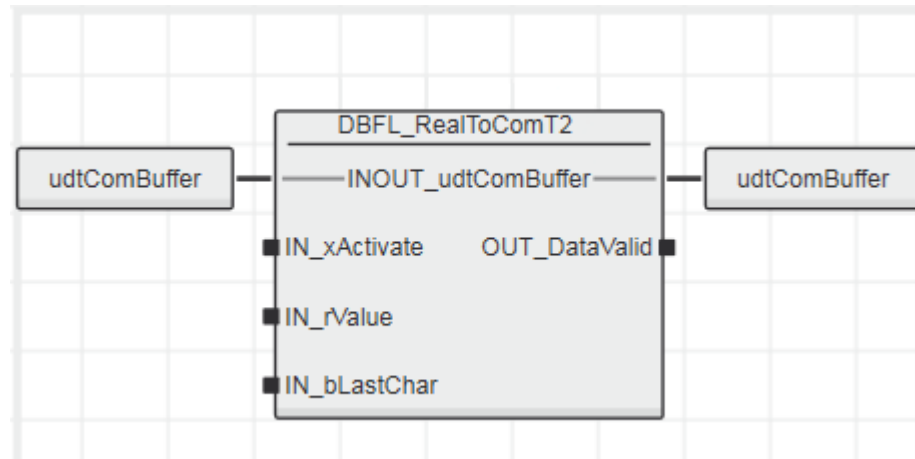 DBFL_RealToComT2
udtComBuffer INOUT_udtComBuffer udtComBuffer
IN_xActivate OUT_DataValid
IN_rValue
IN_bLastChar